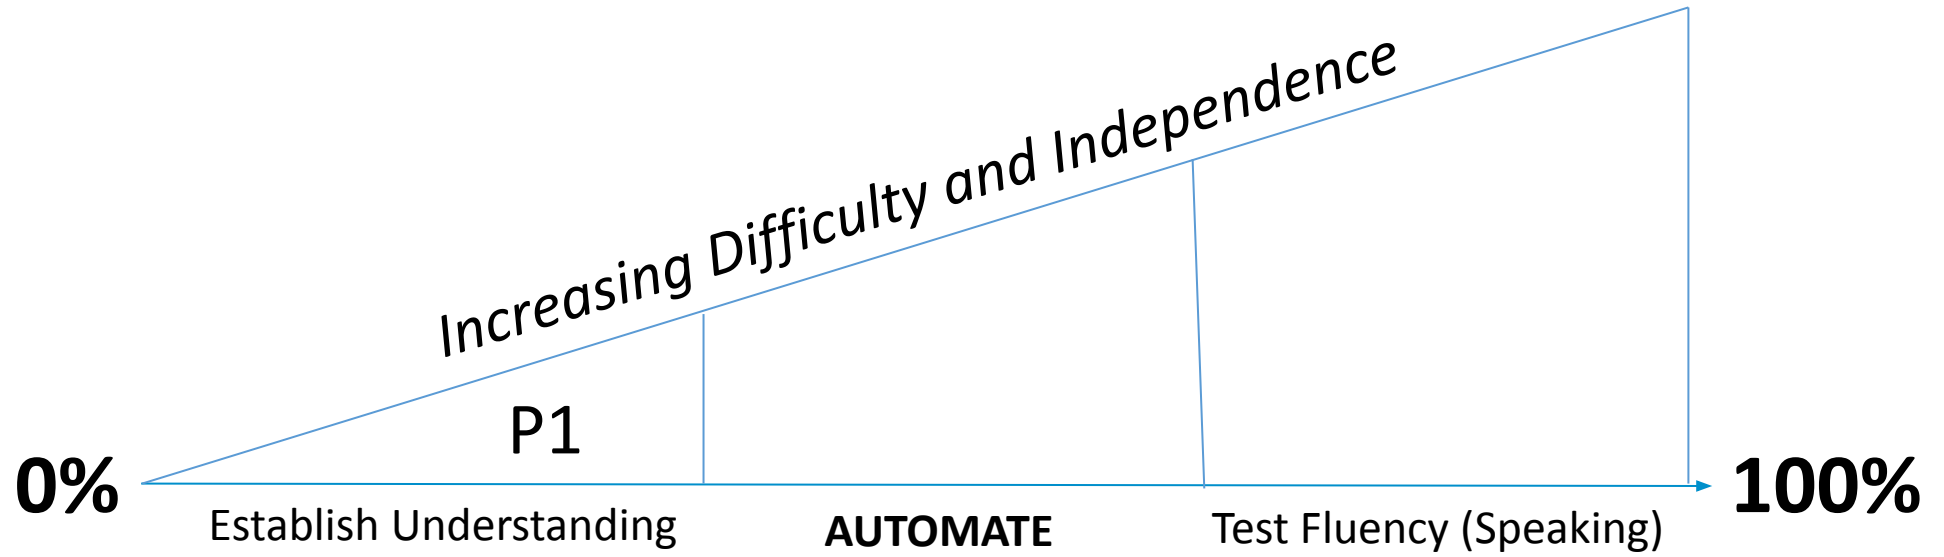 Increasing Difficulty and Independence
P1
0%
100%
Establish Understanding
AUTOMATE
Test Fluency (Speaking)